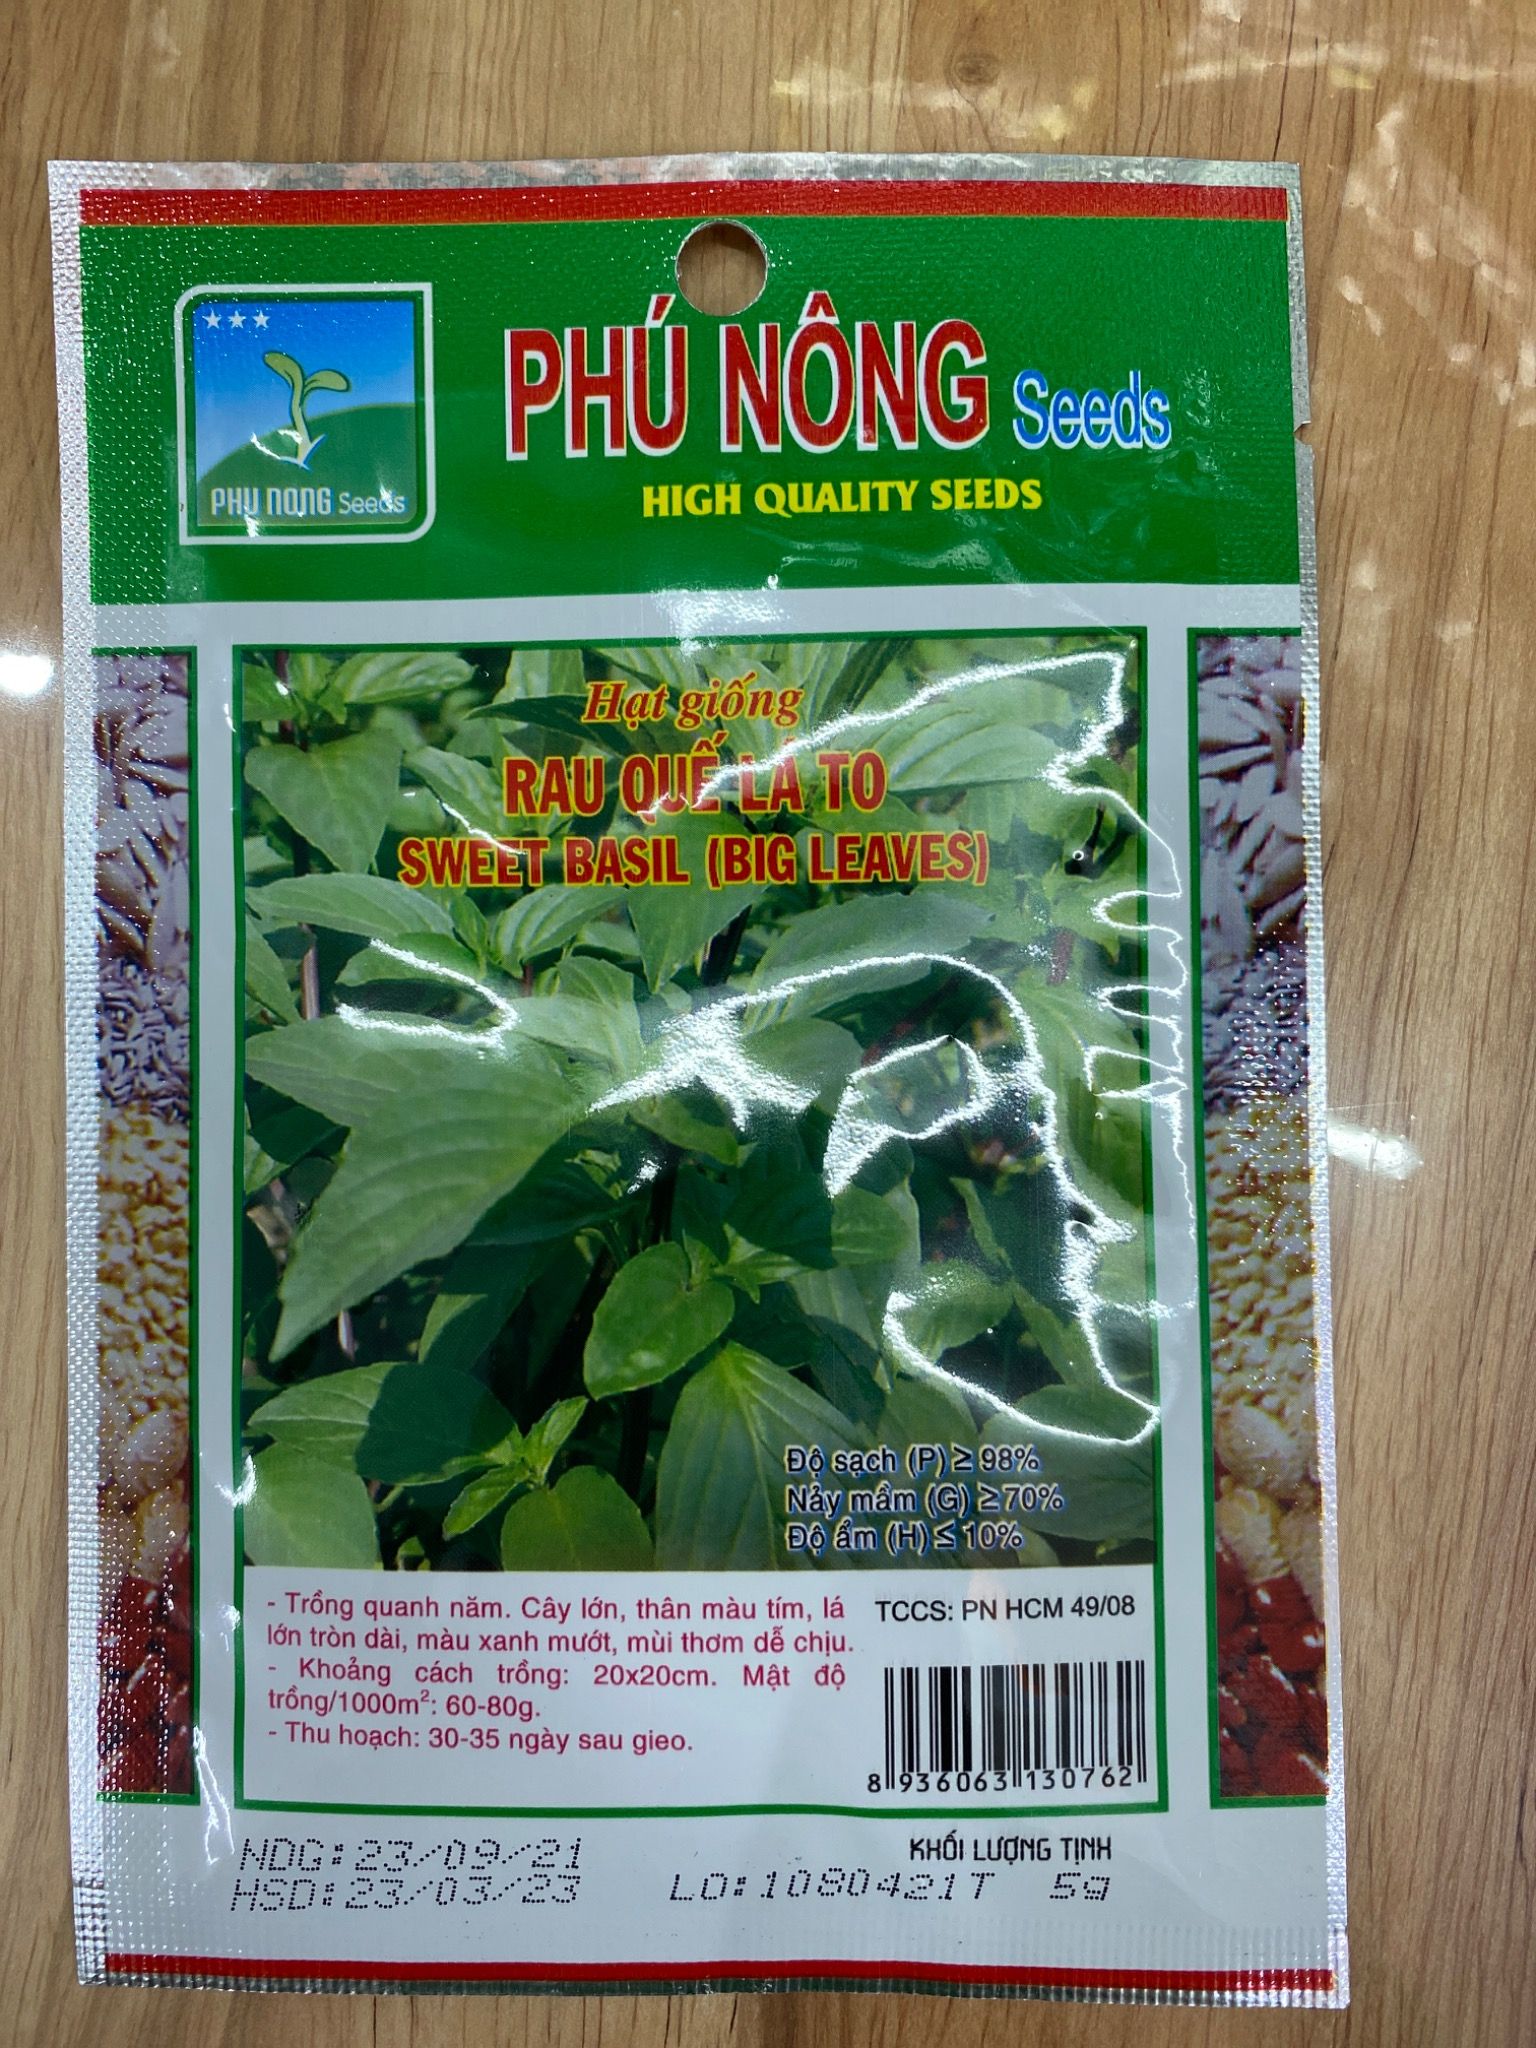 PHU NONG Seeds
PHÚ NÔNG Seeds
HIGH QUALITY SEEDS
Hạt giống
RAU QUẾ LÁ TO
SWEET BASIL (BIG LEAVES)
Độ sạch (P) ≥ 98%
Nảy mầm (G) ≥ 70%
Độ ẩm (H) ≤ 10%
- Trồng quanh năm. Cây lớn, thân màu tím, lá
lớn tròn dài, màu xanh mướt, mùi thơm dễ chịu.
- Khoảng cách trồng: 20x20cm. Mật độ
trồng/1000m²: 60-80g.
- Thu hoạch: 30-35 ngày sau gieo.
TCCS: PN HCM 49/08
8 936063 130762
NDG:23/09/21
HSD:23/03/23
KHỐI LƯỢNG TỊNH
LO:1080421T 5g